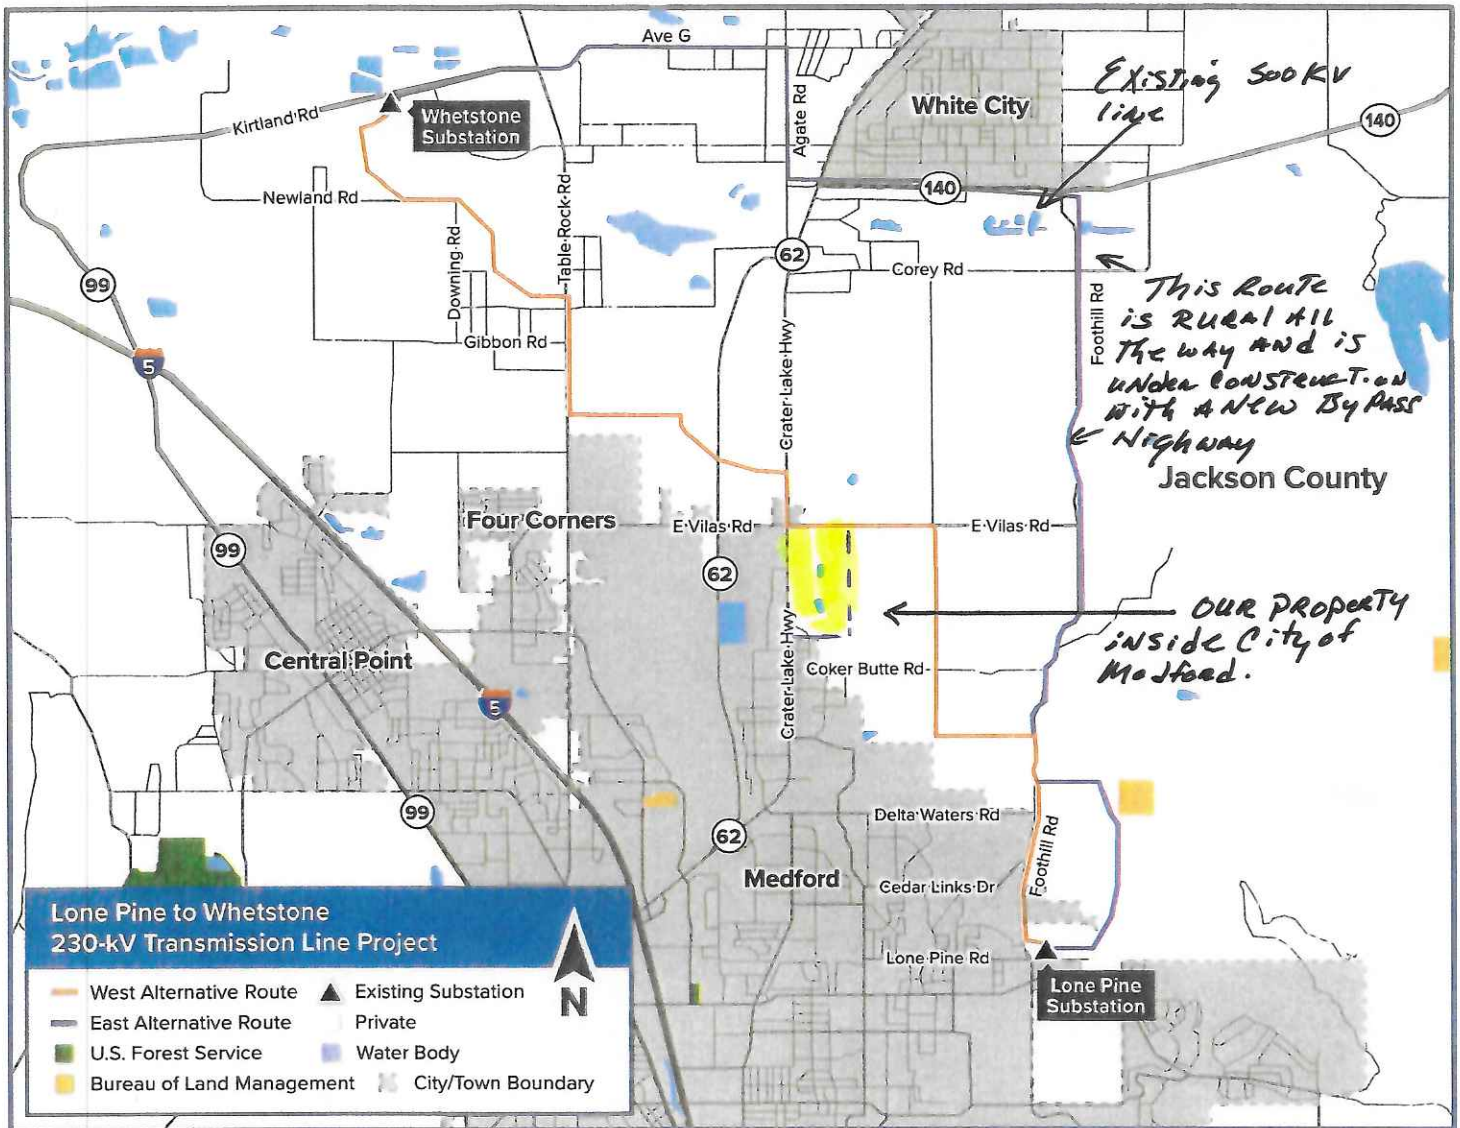 Ave G
White City
Existing 500KV
line
140
Whetstone
Substation
Kirtland Rd
Agate Rd
140
Newland Rd
Table Rock Rd
Downing Rd
62
Corey Rd
99
This Route
is RURAL All
The way ANd is
under CONSTRUCTION
with A New By PASS
Highway
Foothill Rd
Gibbon Rd
5
Crater Lake Hwy
Jackson County
Four Corners
E Vilas Rd
E Vilas Rd
99
62
OUR PROPERTY
inside City of
Medford.
Central Point
Crater Lake Hwy
Coker Butte Rd
5
99
62
Delta Waters Rd
Foothill Rd
Medford
Cedar Links Dr
Lone Pine Rd
Lone Pine
Substation
Lone Pine to Whetstone
230-kV Transmission Line Project
N
West Alternative Route
Existing Substation
East Alternative Route
Private
U.S. Forest Service
Water Body
Bureau of Land Management
City/Town Boundary